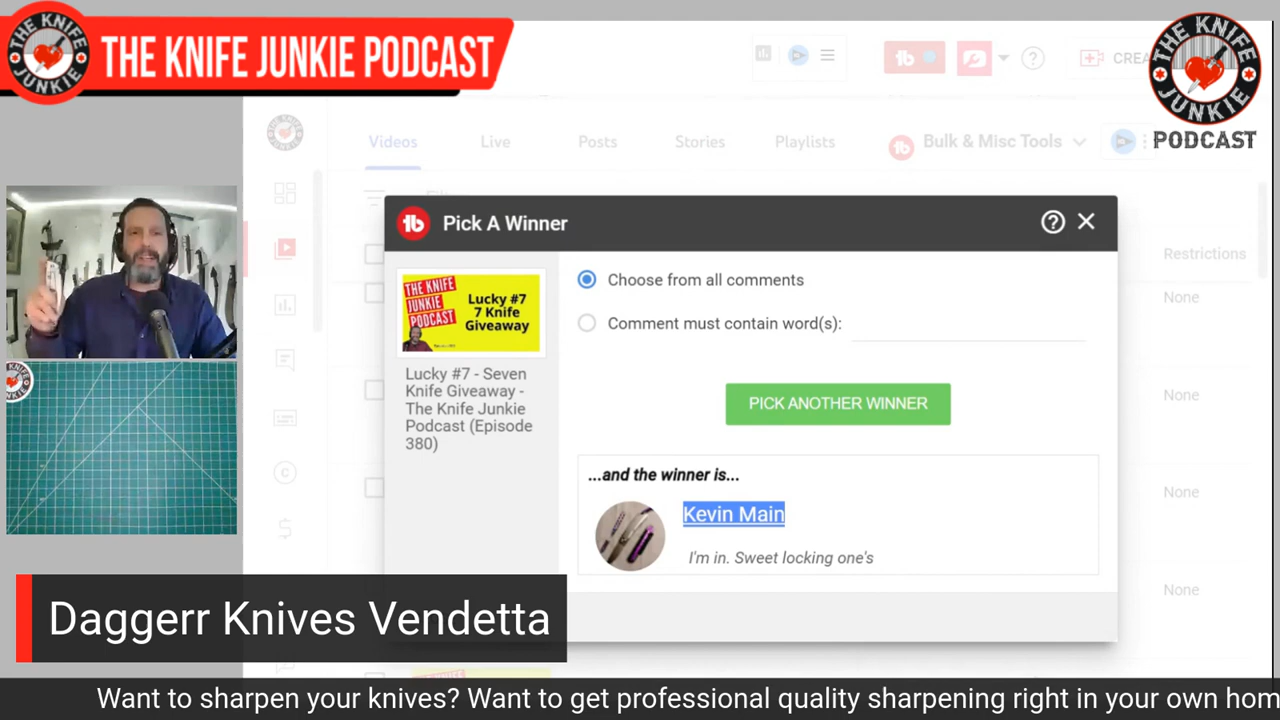 THE KNIFE JUNKIE PODCAST
THE KNIFE
JUNKIE
THE KNIFE
JUNKIE
PODCAST
CREA
Videos
Live
Posts
Stories
Playlists
Bulk & Misc Tools
Pick A Winner
Restrictions
None
None
None
None
THE KNIFE
JUNKIE
PODCAST
Lucky #7
7 Knife
Giveaway
Lucky #7 - Seven
Knife Giveaway -
The Knife Junkie
Podcast (Episode
380)
Choose from all comments
Comment must contain word(s):
PICK ANOTHER WINNER
...and the winner is...
Kevin Main
I'm in. Sweet locking one's
Daggerr Knives Vendetta
Want to sharpen your knives? Want to get professional quality sharpening right in your own hom